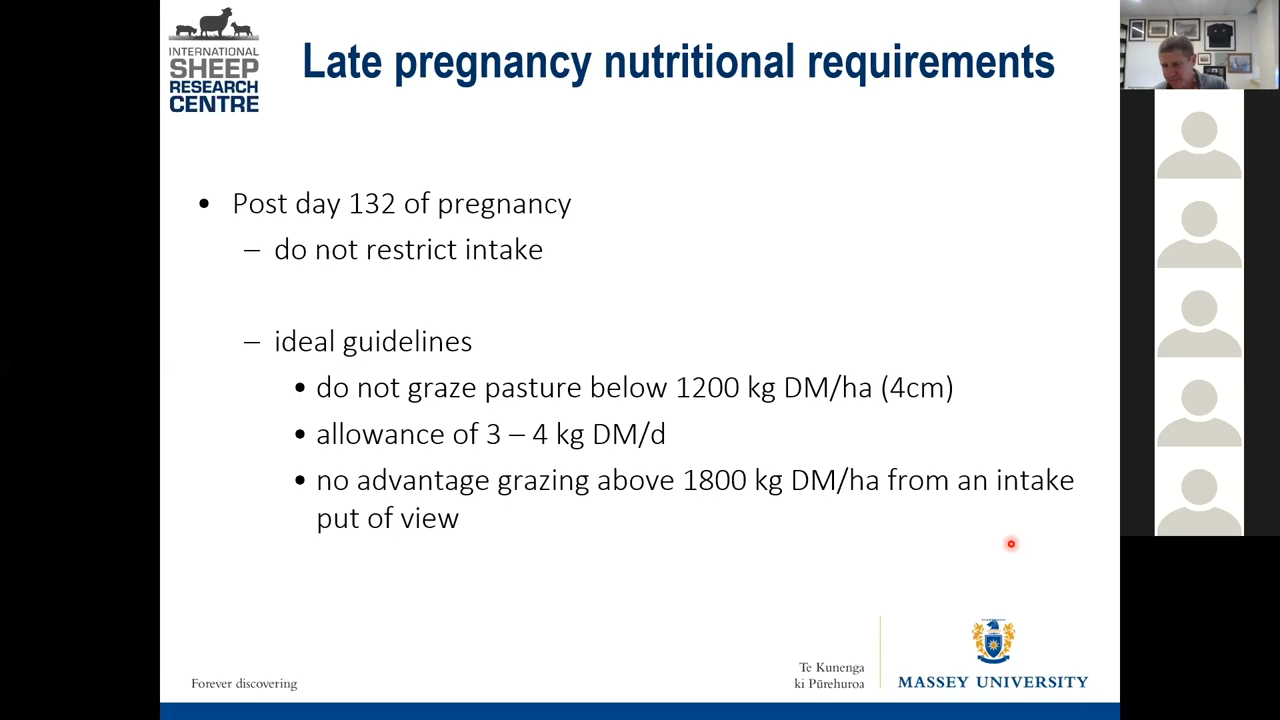 INTERNATIONAL
SHEEP
RESEARCH
CENTRE
Late pregnancy nutritional requirements
• Post day 132 of pregnancy
– do not restrict intake
– ideal guidelines
• do not graze pasture below 1200 kg DM/ha (4cm)
• allowance of 3 – 4 kg DM/d
• no advantage grazing above 1800 kg DM/ha from an intake
put of view
Forever discovering
Te Kunenga
ki Pūrehuroa
MASSEY UNIVERSITY